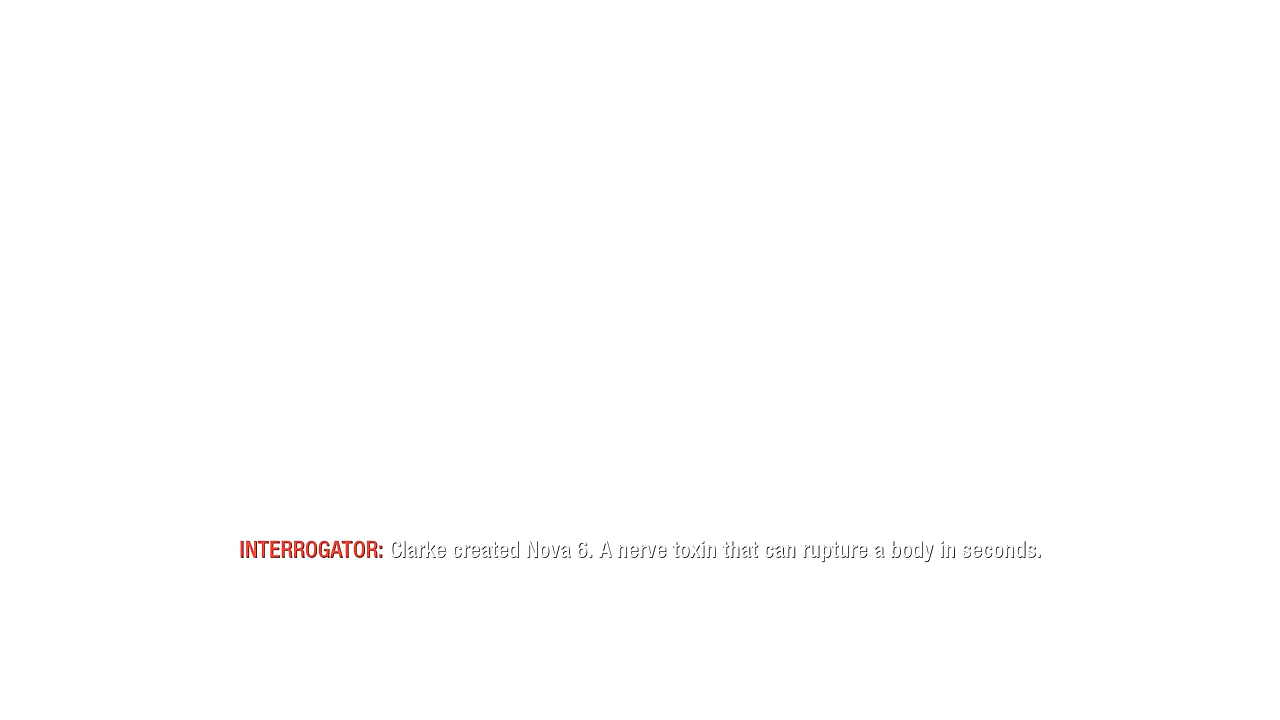 INTERROGATOR: Clarke created Nova 6. A nerve toxin that can rupture a body in seconds.